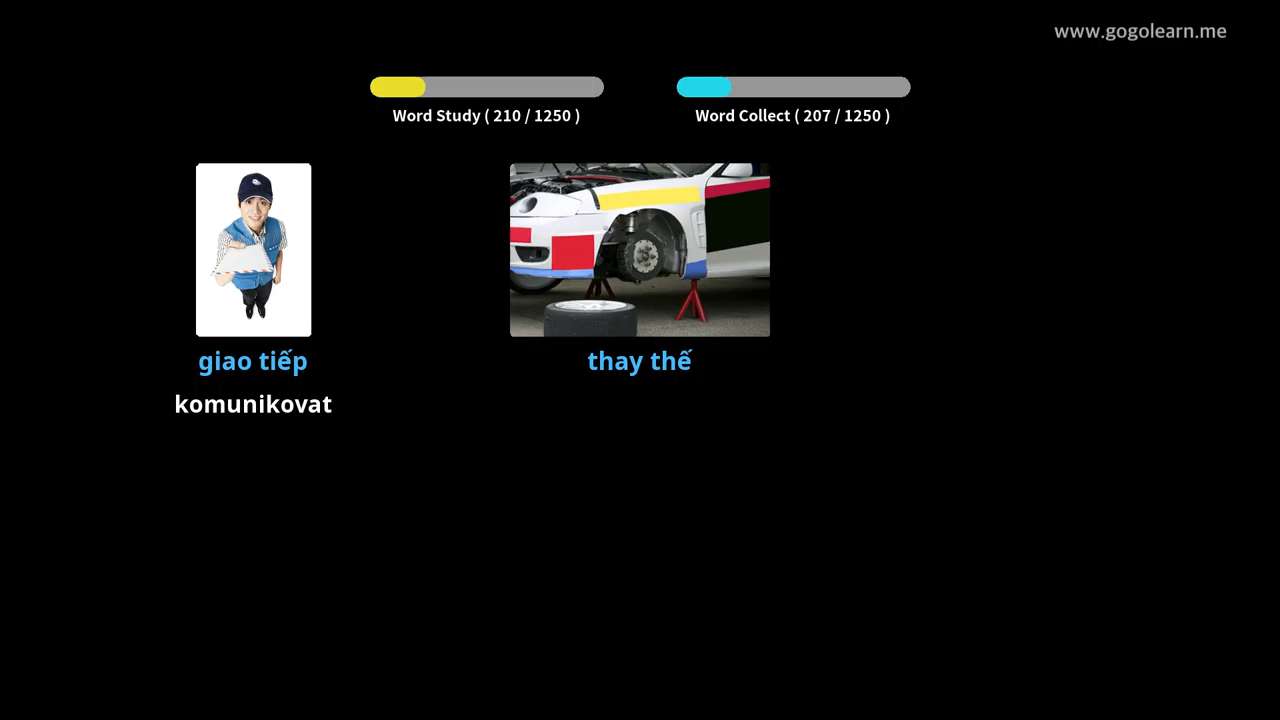 www.gogolearn.me
Word Study ( 210 / 1250 )
Word Collect ( 207 / 1250 )
giao tiếp
thay thế
komunikovat